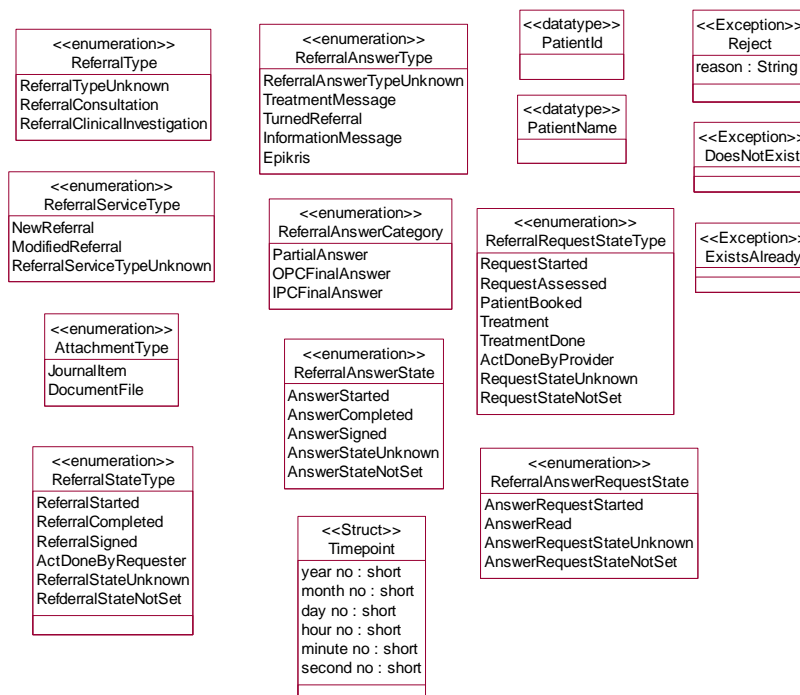 <<enumeration>>
ReferralType
ReferralTypeUnknown
ReferralConsultation
ReferralClinicalInvestigation
<<enumeration>>
ReferralAnswerType
ReferralAnswerTypeUnknown
TreatmentMessage
TurnedReferral
InformationMessage
Epikris
<<datatype>>
PatientId
<<datatype>>
PatientName
<<Exception>>
Reject
reason : String
<<Exception>>
DoesNotExist
<<enumeration>>
ReferralServiceType
NewReferral
ModifiedReferral
ReferralServiceTypeUnknown
<<enumeration>>
ReferralAnswerCategory
PartialAnswer
OPCFinalAnswer
IPCFinalAnswer
<<enumeration>>
ReferralRequestStateType
RequestStarted
RequestAssessed
PatientBooked
Treatment
TreatmentDone
ActDoneByProvider
RequestStateUnknown
RequestStateNotSet
<<Exception>>
ExistsAlready
<<enumeration>>
AttachmentType
JournalItem
DocumentFile
<<enumeration>>
ReferralAnswerState
AnswerStarted
AnswerCompleted
AnswerSigned
AnswerStateUnknown
AnswerStateNotSet
<<enumeration>>
ReferralStateType
ReferralStarted
ReferralCompleted
ReferralSigned
ActDoneByRequester
ReferralStateUnknown
RefderralStateNotSet
<<enumeration>>
ReferralAnswerRequestState
AnswerRequestStarted
AnswerRead
AnswerRequestStateUnknown
AnswerRequestStateNotSet
<<Struct>>
Timepoint
year no : short
month no : short
day no : short
hour no : short
minute no : short
second no : short